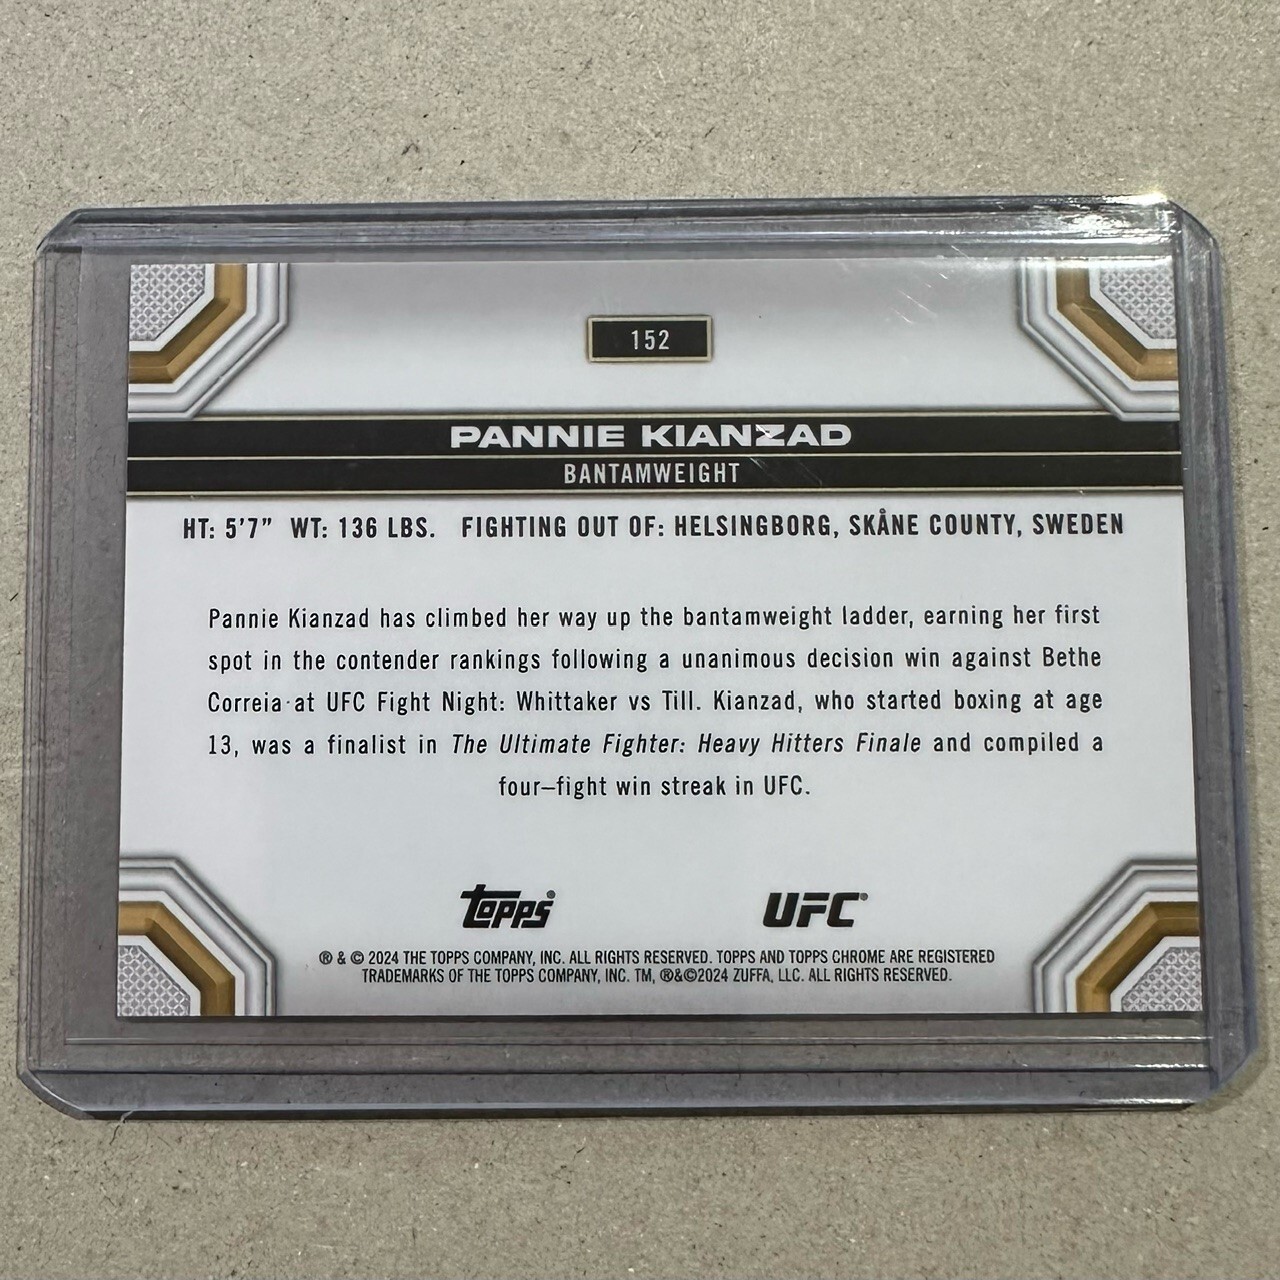 152
PANNIE KIANZAD
BANTAMWEIGHT
HT: 5'7" WT: 136 LBS. FIGHTING OUT OF: HELSINGBORG, SKÅNE COUNTY, SWEDEN
Pannie Kianzad has climbed her way up the bantamweight ladder, earning her first
spot in the contender rankings following a unanimous decision win against Bethe
Correia at UFC Fight Night: Whittaker vs Till. Kianzad, who started boxing at age
13, was a finalist in The Ultimate Fighter: Heavy Hitters Finale and compiled a
four–fight win streak in UFC.
Topps® UFC®
® & © 2024 THE TOPPS COMPANY, INC. ALL RIGHTS RESERVED. TOPPS AND TOPPS CHROME ARE REGISTERED
TRADEMARKS OF THE TOPPS COMPANY, INC. TM, ®&©2024 ZUFFA, LLC. ALL RIGHTS RESERVED.